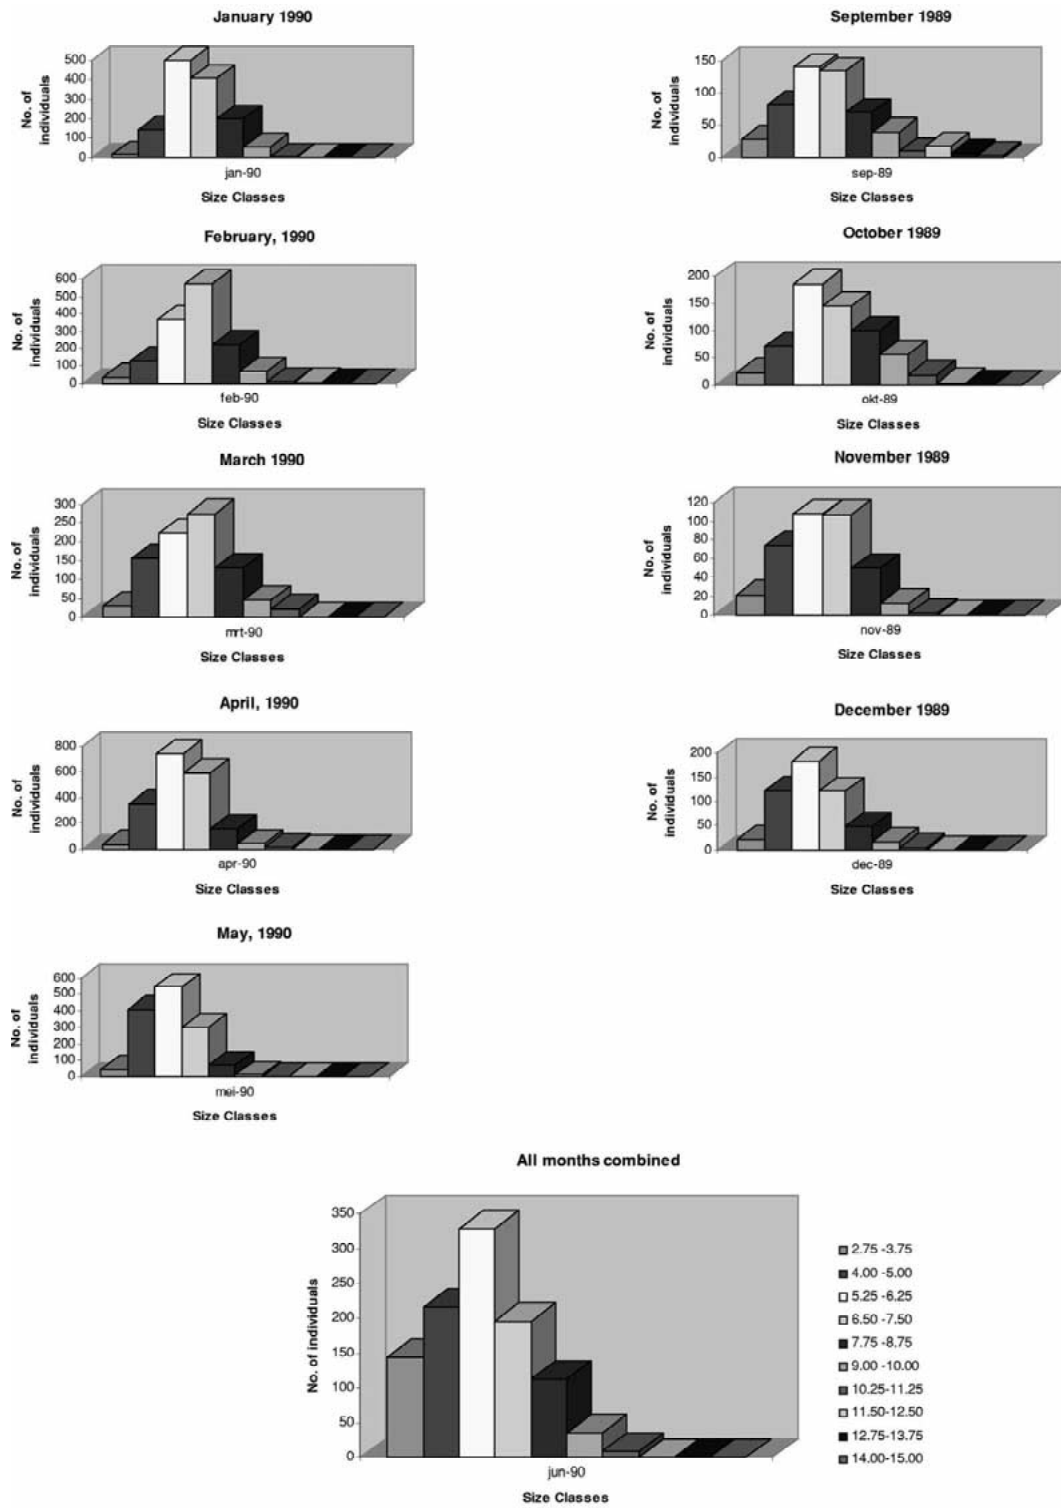 January 1990
No. of
individuals
500
400
300
200
100
0
jan-90
Size Classes
February, 1990
No. of
individuals
600
500
400
300
200
100
0
feb-90
Size Classes
March 1990
No. of
individuals
300
250
200
150
100
50
0
mrt-90
Size Classes
April, 1990
No. of
individuals
800
600
400
200
0
apr-90
Size Classes
May, 1990
No. of
individuals
600
500
400
300
200
100
0
mei-90
Size Classes
September 1989
No. of
individuals
150
100
50
0
sep-89
Size Classes
October 1989
No. of
individuals
200
150
100
50
0
okt-89
Size Classes
November 1989
No. of
individuals
120
100
80
60
40
20
0
nov-89
Size Classes
December 1989
No. of
individuals
200
150
100
50
0
dec-89
Size Classes
All months combined
No. of individuals
350
300
250
200
150
100
50
0
jun-90
Size Classes
2.75 -3.75
4.00 -5.00
5.25 -6.25
6.50 -7.50
7.75 -8.75
9.00 -10.00
10.25-11.25
11.50-12.50
12.75-13.75
14.00-15.00